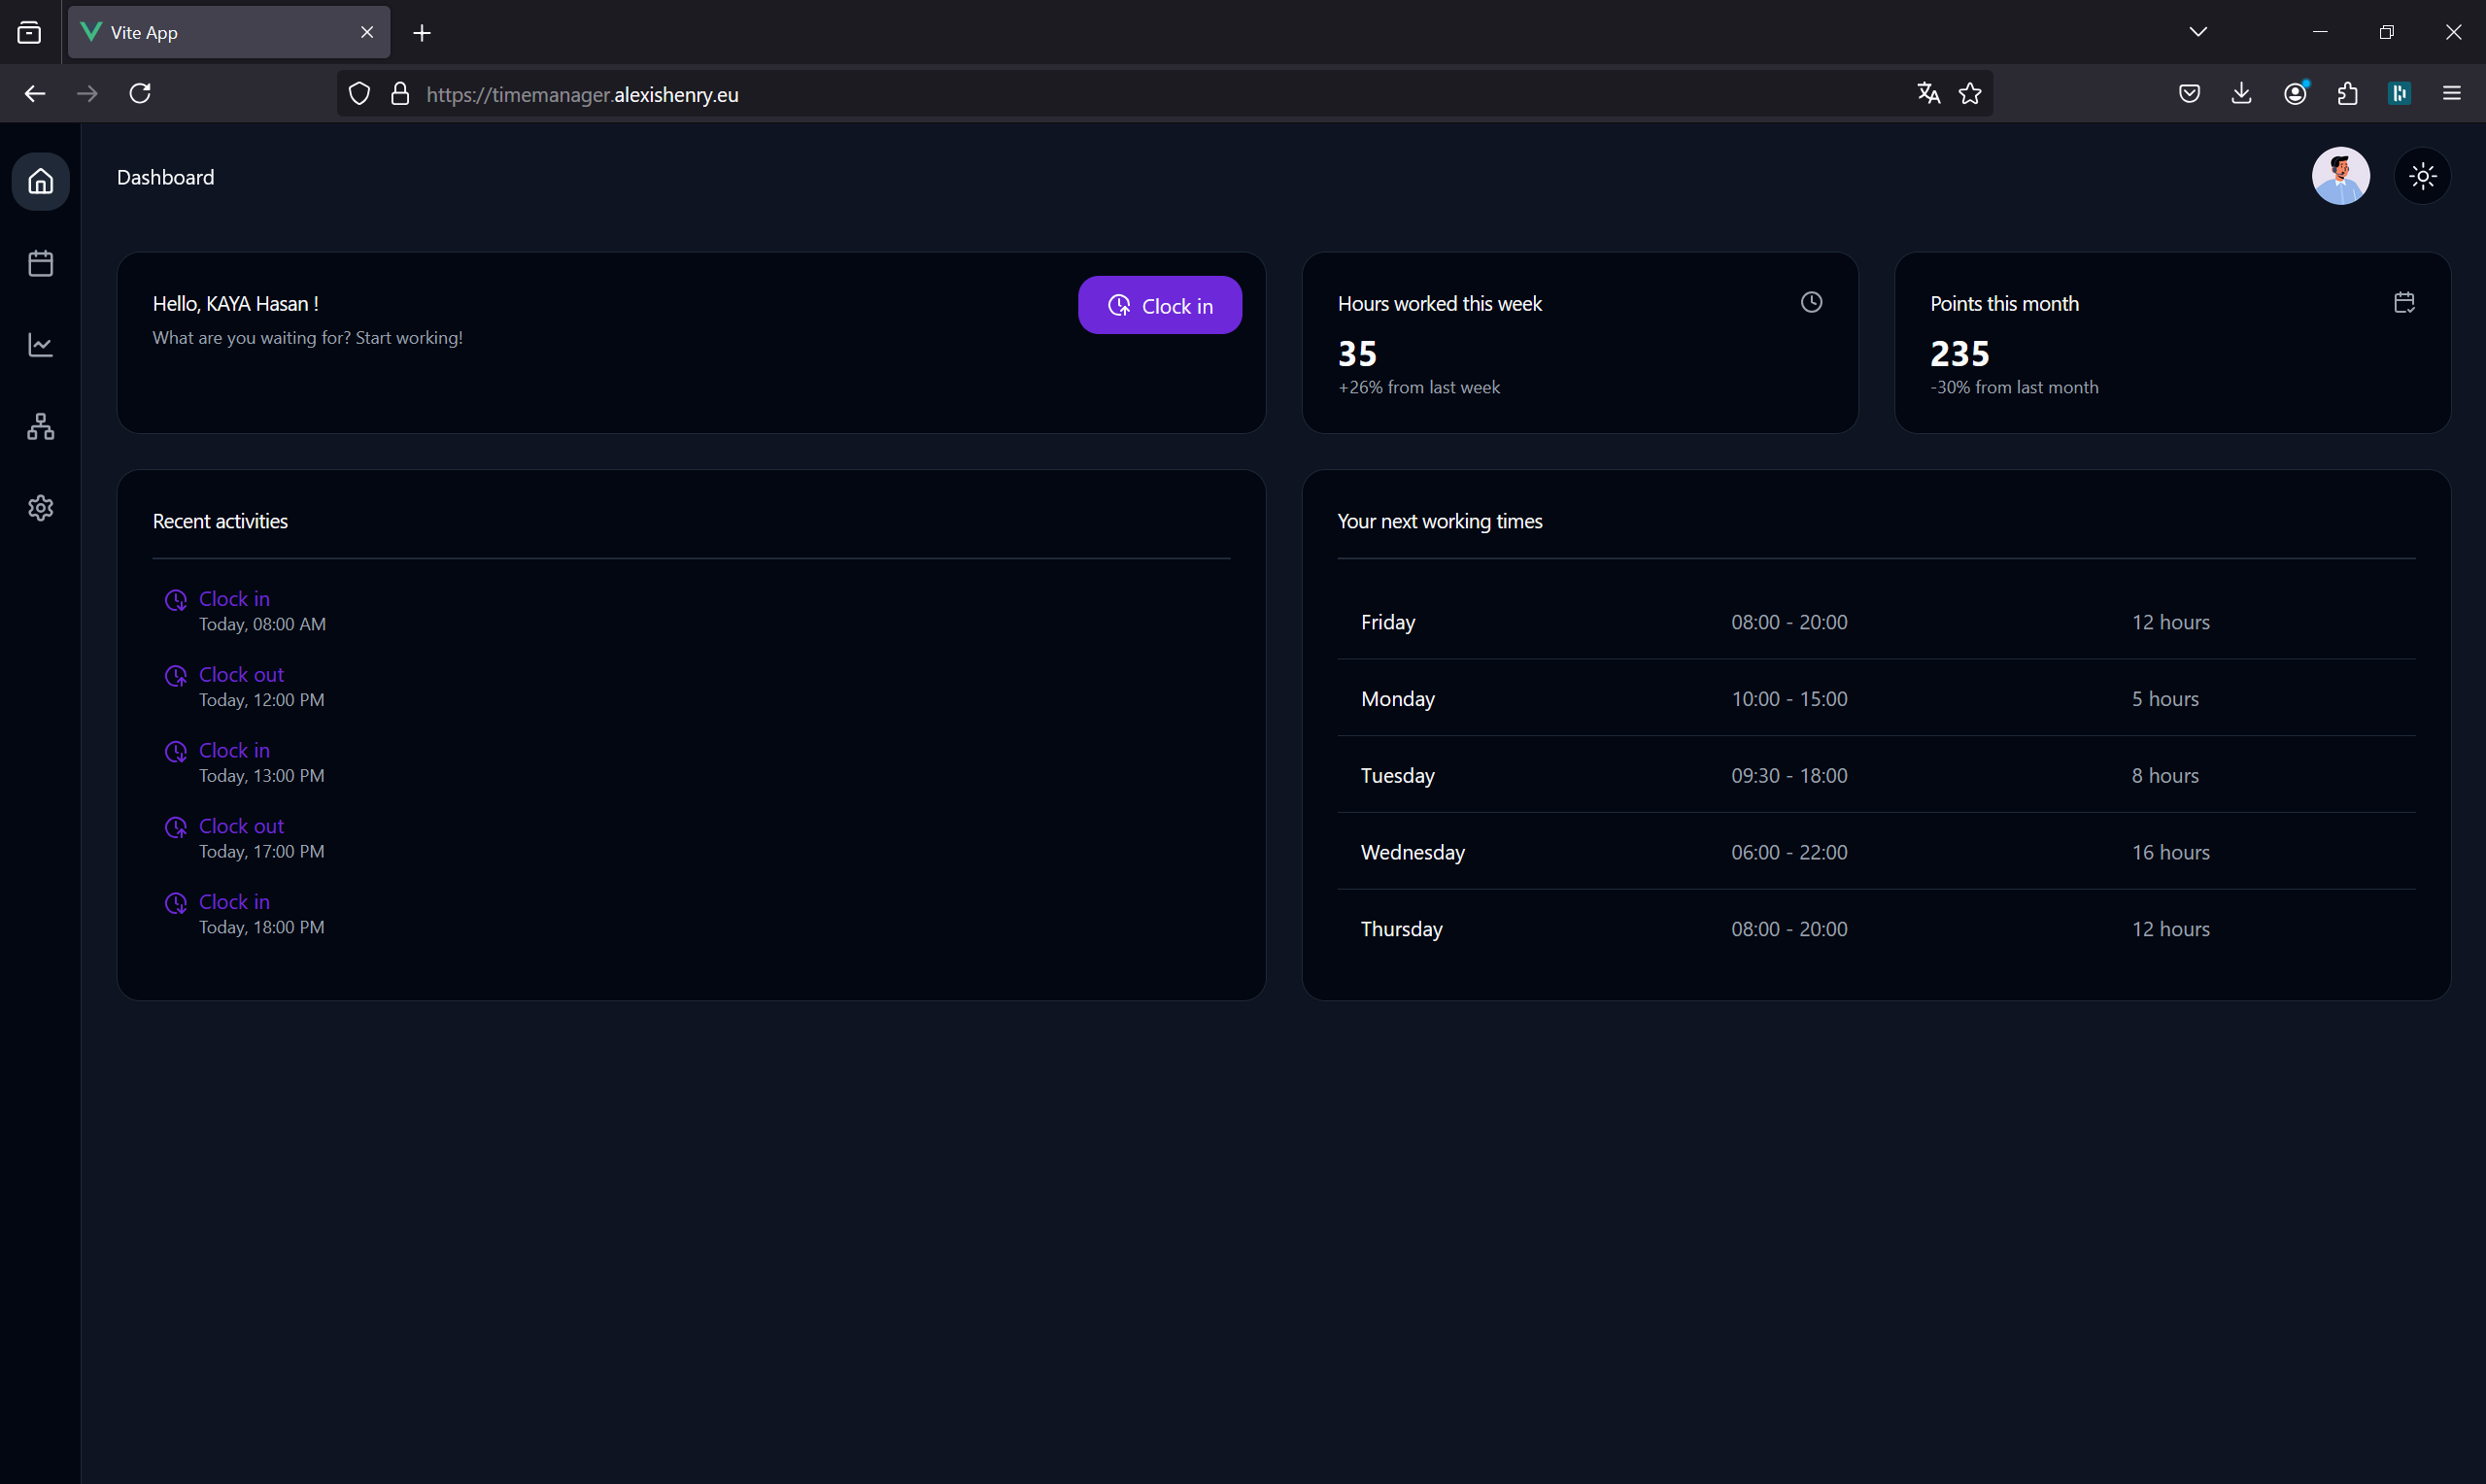 Vite App
https://timemanager.alexishenry.eu
Dashboard
Hello, KAYA Hasan !
What are you waiting for? Start working!
Clock in
Hours worked this week
35
+26% from last week
Points this month
235
-30% from last month
Recent activities
Clock in
Today, 08:00 AM
Clock out
Today, 12:00 PM
Clock in
Today, 13:00 PM
Clock out
Today, 17:00 PM
Clock in
Today, 18:00 PM
Your next working times
Friday 08:00 - 20:00 12 hours
Monday 10:00 - 15:00 5 hours
Tuesday 09:30 - 18:00 8 hours
Wednesday 06:00 - 22:00 16 hours
Thursday 08:00 - 20:00 12 hours